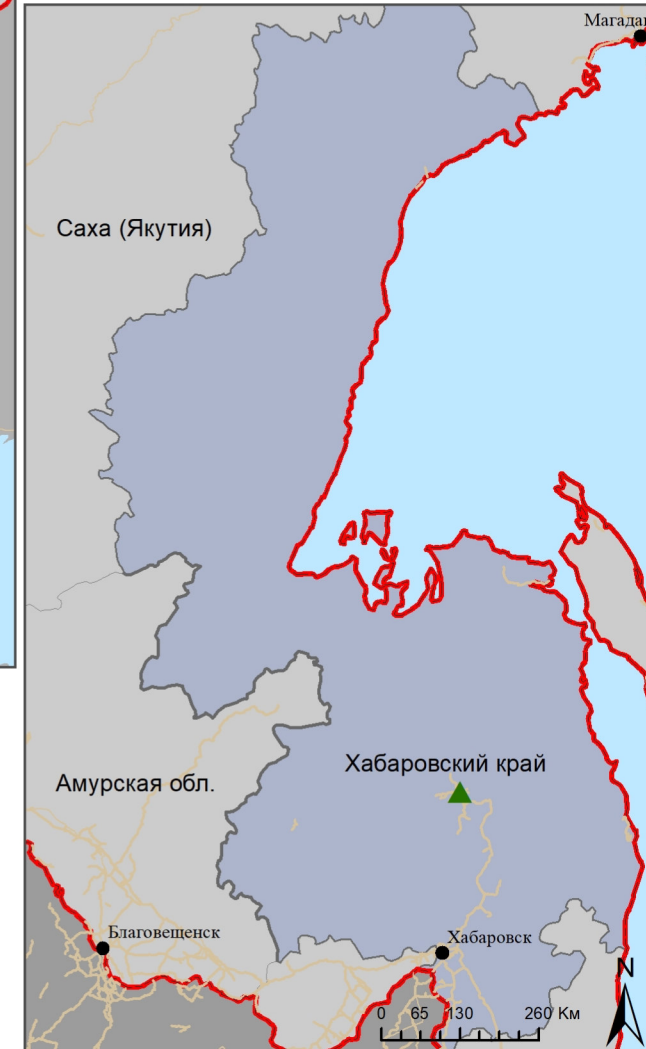 Магадан
Саха (Якутия)
Хабаровский край
Амурская обл.
Благовещенск
Хабаровск
N
0 65 130 260 Км